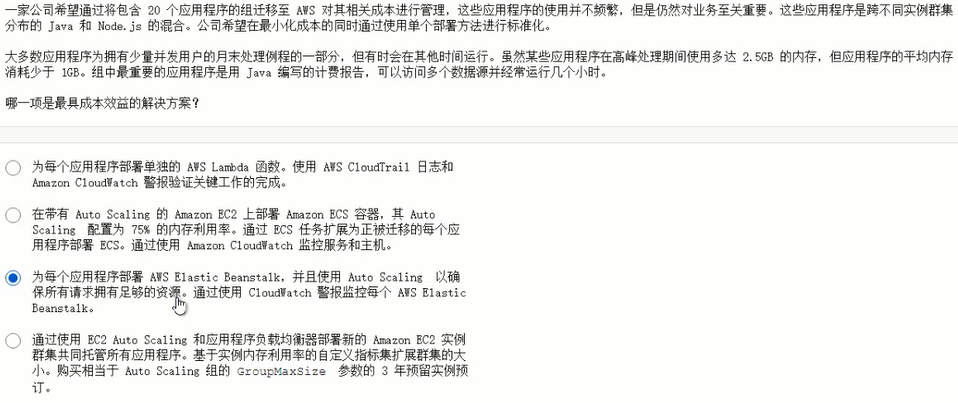 一家公司希望通过将包含 20 个应用程序的组迁移至 AWS 对其相关成本进行管理，这些应用程序的使用并不频繁，但是仍然对业务至关重要。这些应用程序是跨不同实例群集
分布的 Java 和 Node.js 的混合。公司希望在最小化成本的同时通过使用单个部署方法进行标准化。
大多数应用程序为拥有少量并发用户的月末处理例程的一部分，但有时会在其他时间运行。虽然某些应用程序在高峰处理期间使用多达 2.5GB 的内存，但应用程序的平均内存
消耗少于 1GB。组中最重要的应用程序是用 Java 编写的计费报告，可以访问多个数据源并经常运行几个小时。
哪一项是最具成本效益的解决方案？
为每个应用程序部署单独的 AWS Lambda 函数。使用 AWS CloudTrail 日志和
Amazon CloudWatch 警报验证关键工作的完成。
在带有 Auto Scaling 的 Amazon EC2 上部署 Amazon ECS 容器，其 Auto
Scaling 配置为 75% 的内存利用率。通过 ECS 任务扩展为正被迁移的每个应
用程序部署 ECS。通过使用 Amazon CloudWatch 监控服务和主机。
为每个应用程序部署 AWS Elastic Beanstalk，并且使用 Auto Scaling 以确
保所有请求拥有足够的资源。通过使用 CloudWatch 警报监控每个 AWS Elastic
Beanstalk。
通过使用 EC2 Auto Scaling 和应用程序负载均衡器部署新的 Amazon EC2 实例
群集共同托管所有应用程序。基于实例内存利用率的自定义指标集扩展群集的大
小。购买相当于 Auto Scaling 组的 GroupMaxSize 参数的 3 年预留实例预
订。